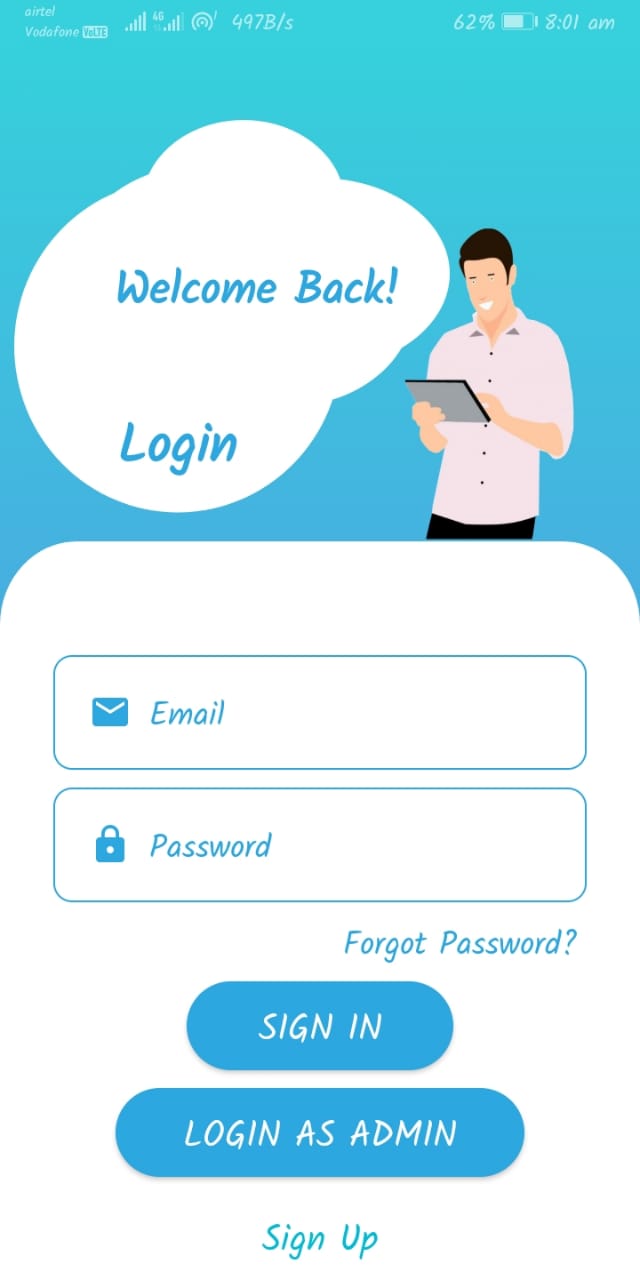 airtel
Vodafone VoLTE 4G 497B/s 62% 8:01 am
Welcome Back!
Login
Email
Password
Forgot Password?
SIGN IN
LOGIN AS ADMIN
Sign Up